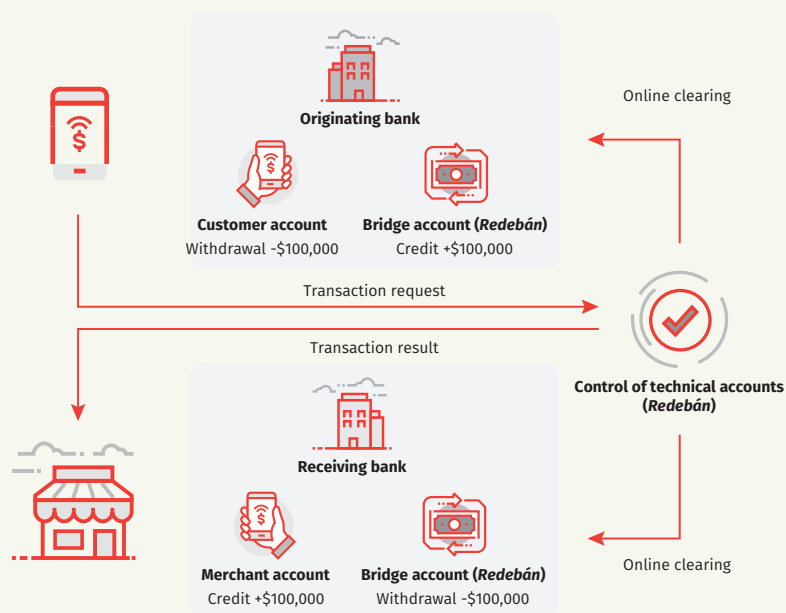 Online clearing
Originating bank
Customer account
Withdrawal -$100,000
Bridge account (Redebán)
Credit +$100,000
Transaction request
Transaction result
Control of technical accounts
(Redebán)
Receiving bank
Merchant account
Credit +$100,000
Bridge account (Redebán)
Withdrawal -$100,000
Online clearing
$
$
$